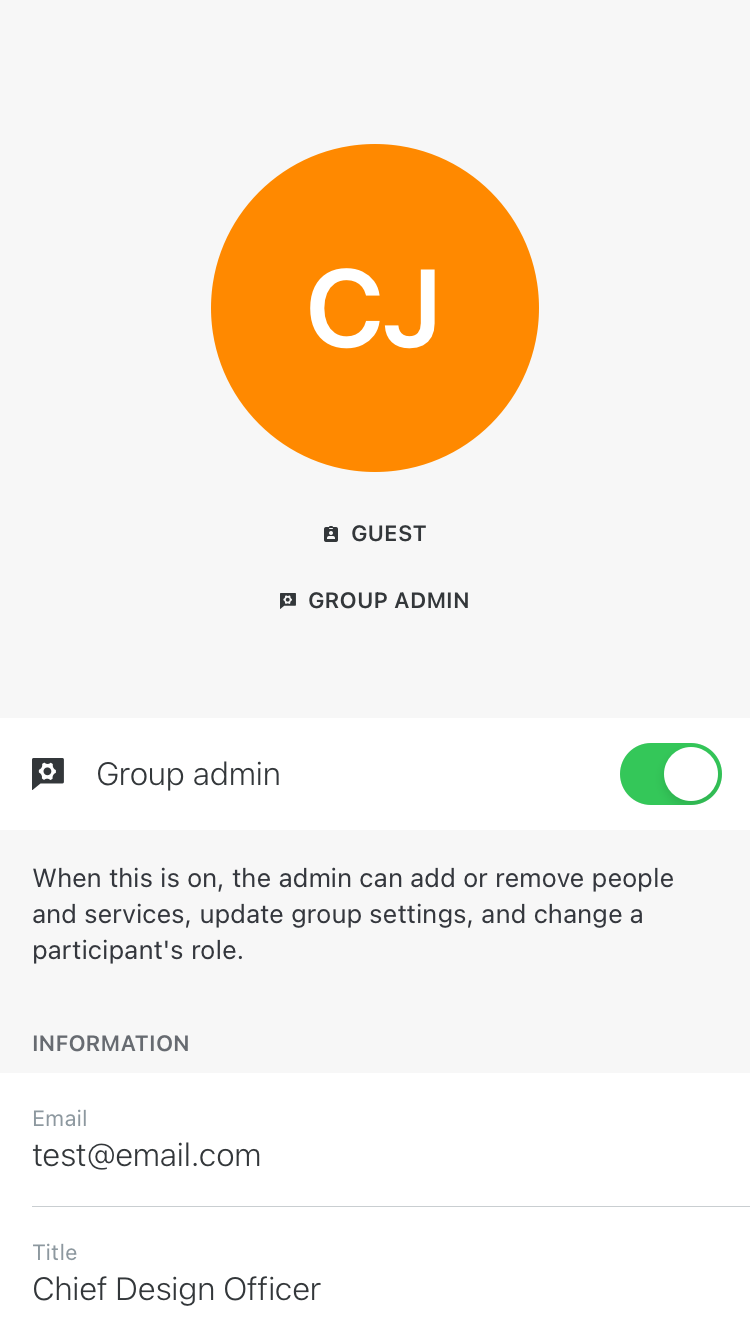 CJ
GUEST
GROUP ADMIN
Group admin
When this is on, the admin can add or remove people
and services, update group settings, and change a
participant's role.
INFORMATION
Email
test@email.com
Title
Chief Design Officer